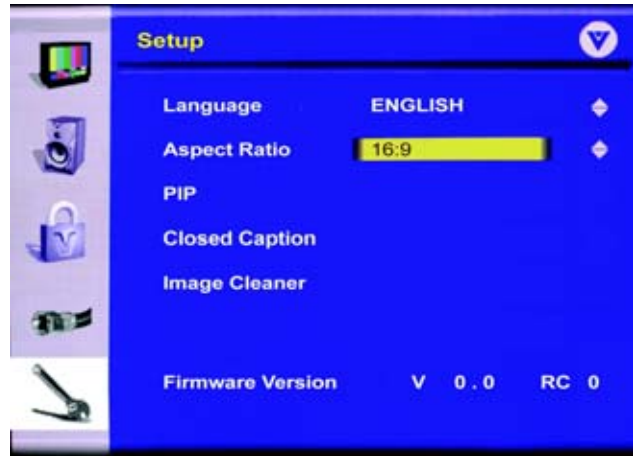 Setup
Language ENGLISH
Aspect Ratio 16:9
PIP
Closed Caption
Image Cleaner
Firmware Version V 0.0 RC 0